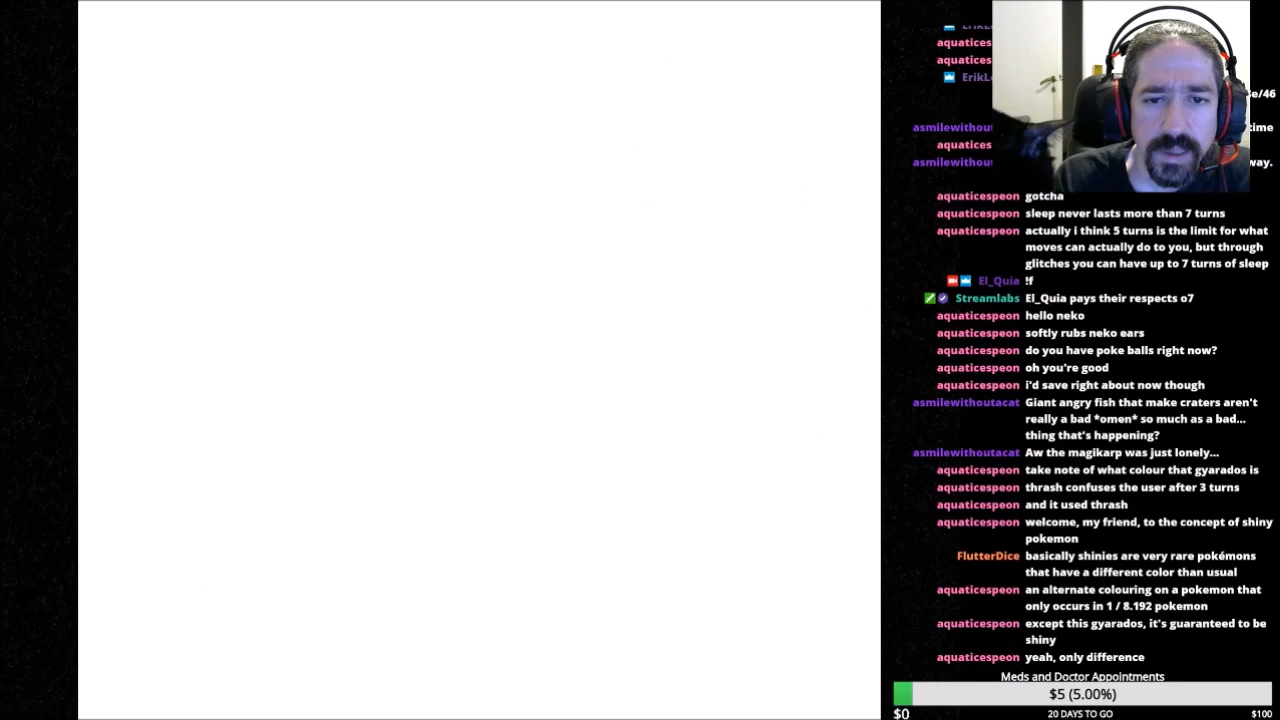 aquatices
aquatices
ErikL
e/46
asmilewithou time
aquatices
asmilewithou way.
aquaticespeon gotcha
aquaticespeon sleep never lasts more than 7 turns
aquaticespeon actually i think 5 turns is the limit for what
moves can actually do to you, but through
glitches you can have up to 7 turns of sleep
El_Quia !f
Streamlabs El_Quia pays their respects o7
aquaticespeon hello neko
aquaticespeon softly rubs neko ears
aquaticespeon do you have poke balls right now?
aquaticespeon oh you're good
aquaticespeon i'd save right about now though
asmilewithoutacat Giant angry fish that make craters aren't
really a bad *omen* so much as a bad...
thing that's happening?
asmilewithoutacat Aw the magikarp was just lonely...
aquaticespeon take note of what colour that gyarados is
aquaticespeon thrash confuses the user after 3 turns
aquaticespeon and it used thrash
aquaticespeon welcome, my friend, to the concept of shiny
pokemon
FlutterDice basically shinies are very rare pokémons
that have a different color than usual
aquaticespeon an alternate colouring on a pokemon that
only occurs in 1 / 8.192 pokemon
aquaticespeon except this gyarados, it's guaranteed to be
shiny
aquaticespeon yeah, only difference
Meds and Doctor Appointments
$5 (5.00%)
$0 20 DAYS TO GO $100